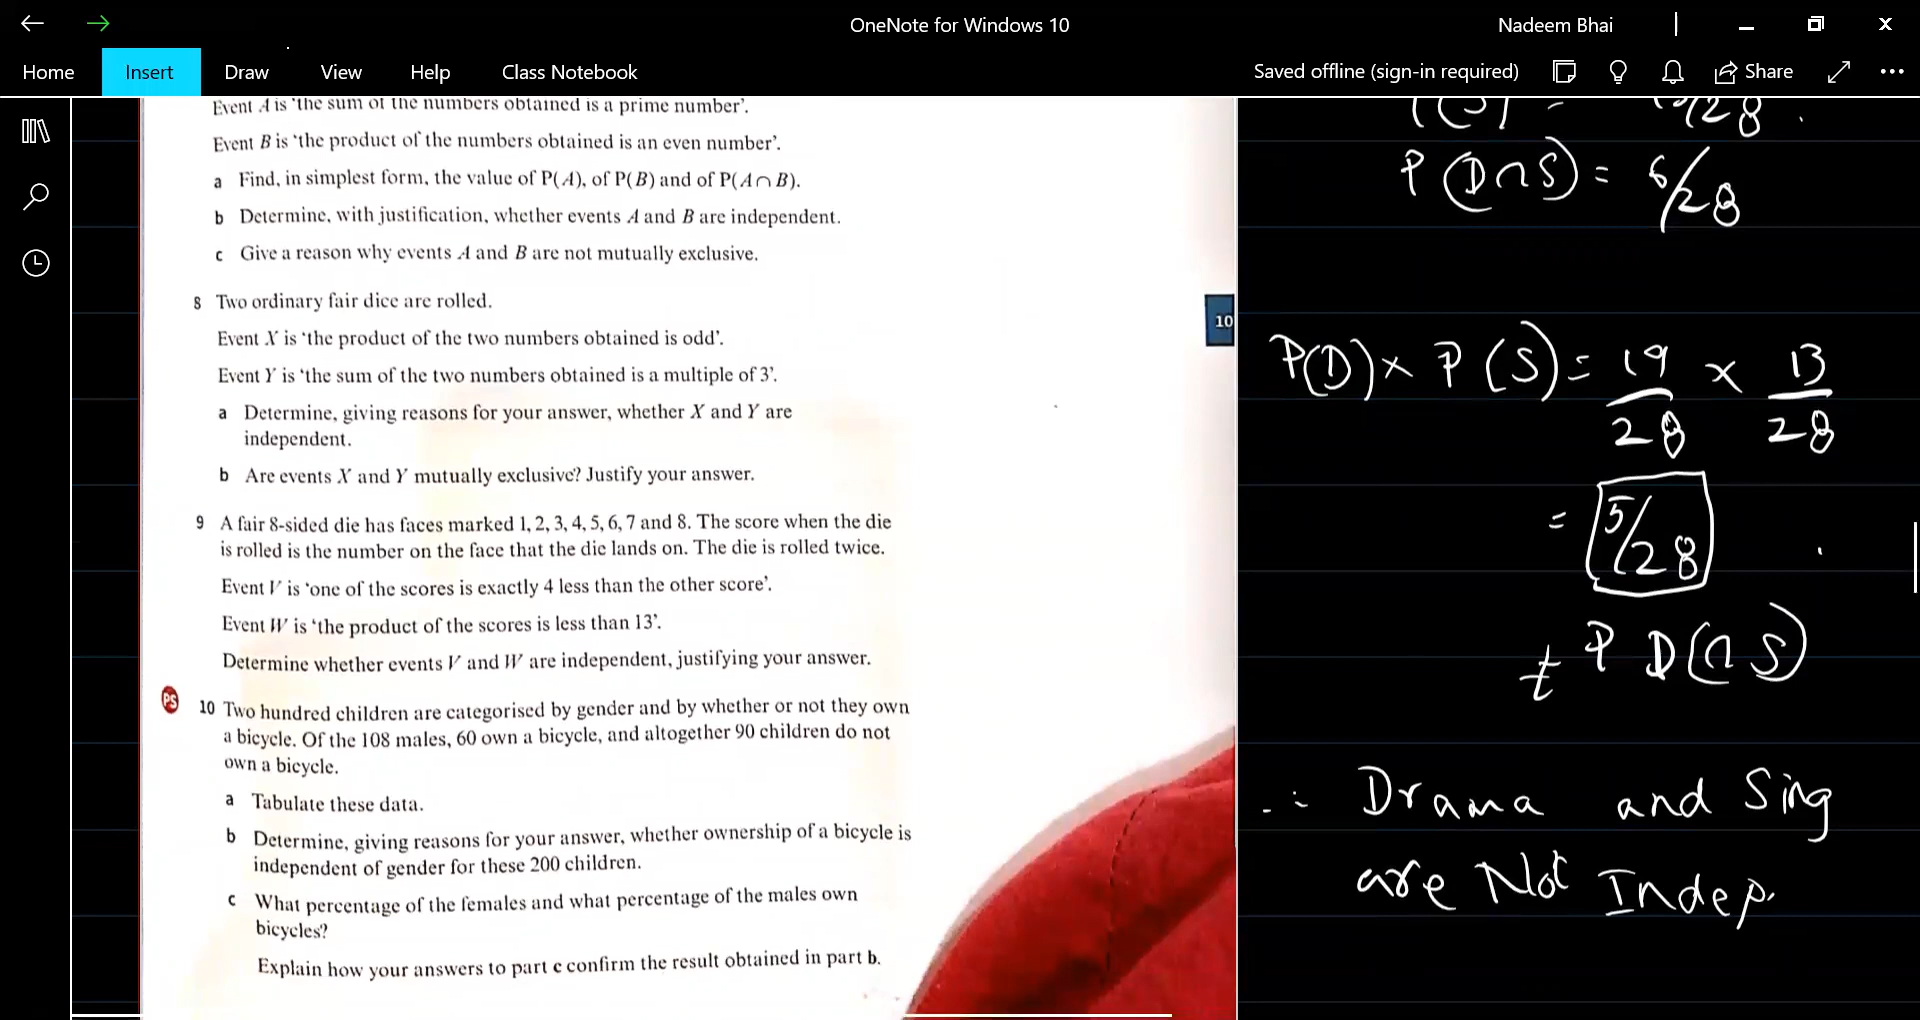 OneNote for Windows 10
Nadeem Bhai
Home Insert Draw View Help Class Notebook
Saved offline (sign-in required)
Share
Event A is 'the sum of the numbers obtained is a prime number'.
Event B is 'the product of the numbers obtained is an even number'.
a Find, in simplest form, the value of P(A), of P(B) and of P(A∩B).
b Determine, with justification, whether events A and B are independent.
c Give a reason why events A and B are not mutually exclusive.
8 Two ordinary fair dice are rolled.
Event X is 'the product of the two numbers obtained is odd'.
Event Y is 'the sum of the two numbers obtained is a multiple of 3'.
a Determine, giving reasons for your answer, whether X and Y are
independent.
b Are events X and Y mutually exclusive? Justify your answer.
9 A fair 8-sided die has faces marked 1, 2, 3, 4, 5, 6, 7 and 8. The score when the die
is rolled is the number on the face that the die lands on. The die is rolled twice.
Event V is 'one of the scores is exactly 4 less than the other score'.
Event W is 'the product of the scores is less than 13'.
Determine whether events V and W are independent, justifying your answer.
PS
10 Two hundred children are categorised by gender and by whether or not they own
a bicycle. Of the 108 males, 60 own a bicycle, and altogether 90 children do not
own a bicycle.
a Tabulate these data.
b Determine, giving reasons for your answer, whether ownership of a bicycle is
independent of gender for these 200 children.
c What percentage of the females and what percentage of the males own
bicycles?
Explain how your answers to part c confirm the result obtained in part b.
10
P(D∩S) = 6/28
P(D) × P(S) = 19/28 × 13/28
= 5/28
≠ P D(∩ S)
∴ Drama and Sing
are Not Indep.